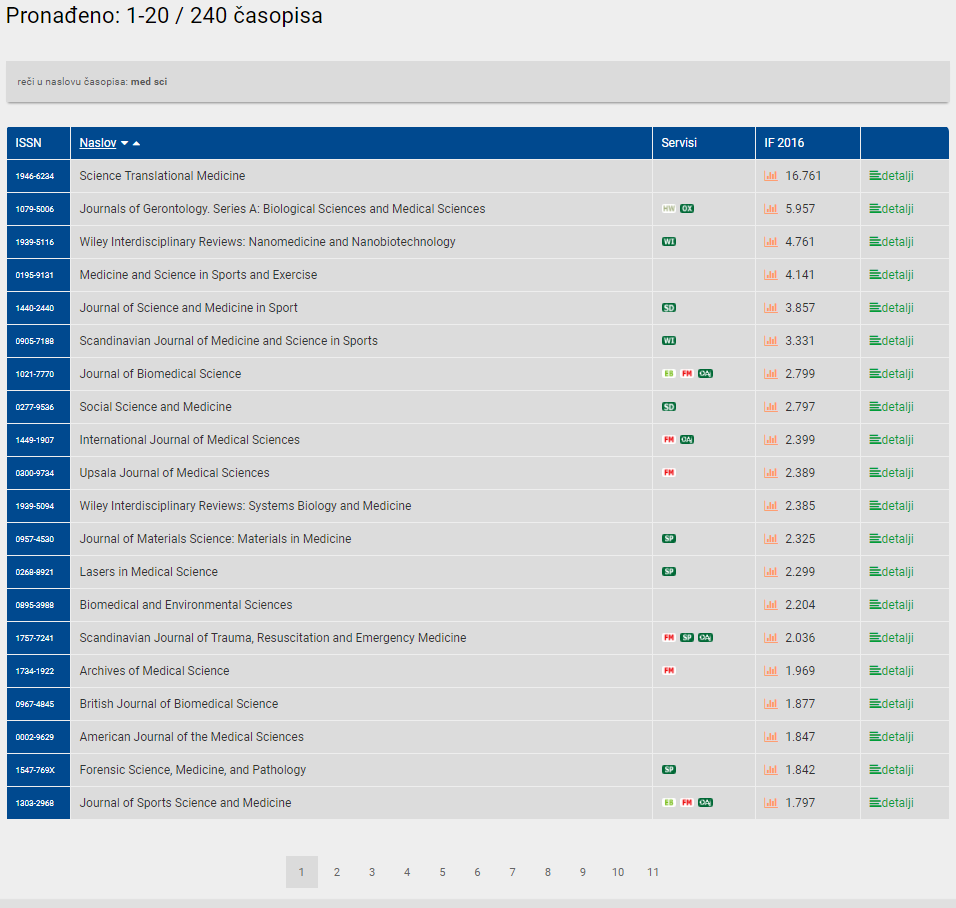 Pronađeno: 1-20 / 240 časopisa
reči u naslovu časopisa: med sci
ISSN Naslov Servisi IF 2016
1946-6234 Science Translational Medicine 16.761 detalji
1079-5006 Journals of Gerontology. Series A: Biological Sciences and Medical Sciences HW OX 5.957 detalji
1939-5116 Wiley Interdisciplinary Reviews: Nanomedicine and Nanobiotechnology WI 4.761 detalji
0195-9131 Medicine and Science in Sports and Exercise 4.141 detalji
1440-2440 Journal of Science and Medicine in Sport SD 3.857 detalji
0905-7188 Scandinavian Journal of Medicine and Science in Sports WI 3.331 detalji
1021-7770 Journal of Biomedical Science EB FM OAj 2.799 detalji
0277-9536 Social Science and Medicine SD 2.797 detalji
1449-1907 International Journal of Medical Sciences FM OAj 2.399 detalji
0300-9734 Upsala Journal of Medical Sciences FM 2.389 detalji
1939-5094 Wiley Interdisciplinary Reviews: Systems Biology and Medicine 2.385 detalji
0957-4530 Journal of Materials Science: Materials in Medicine SP 2.325 detalji
0268-8921 Lasers in Medical Science SP 2.299 detalji
0895-3988 Biomedical and Environmental Sciences 2.204 detalji
1757-7241 Scandinavian Journal of Trauma, Resuscitation and Emergency Medicine FM SP OAj 2.036 detalji
1734-1922 Archives of Medical Science FM 1.969 detalji
0967-4845 British Journal of Biomedical Science 1.877 detalji
0002-9629 American Journal of the Medical Sciences 1.847 detalji
1547-769X Forensic Science, Medicine, and Pathology SP 1.842 detalji
1303-2968 Journal of Sports Science and Medicine EB FM OAj 1.797 detalji
1 2 3 4 5 6 7 8 9 10 11